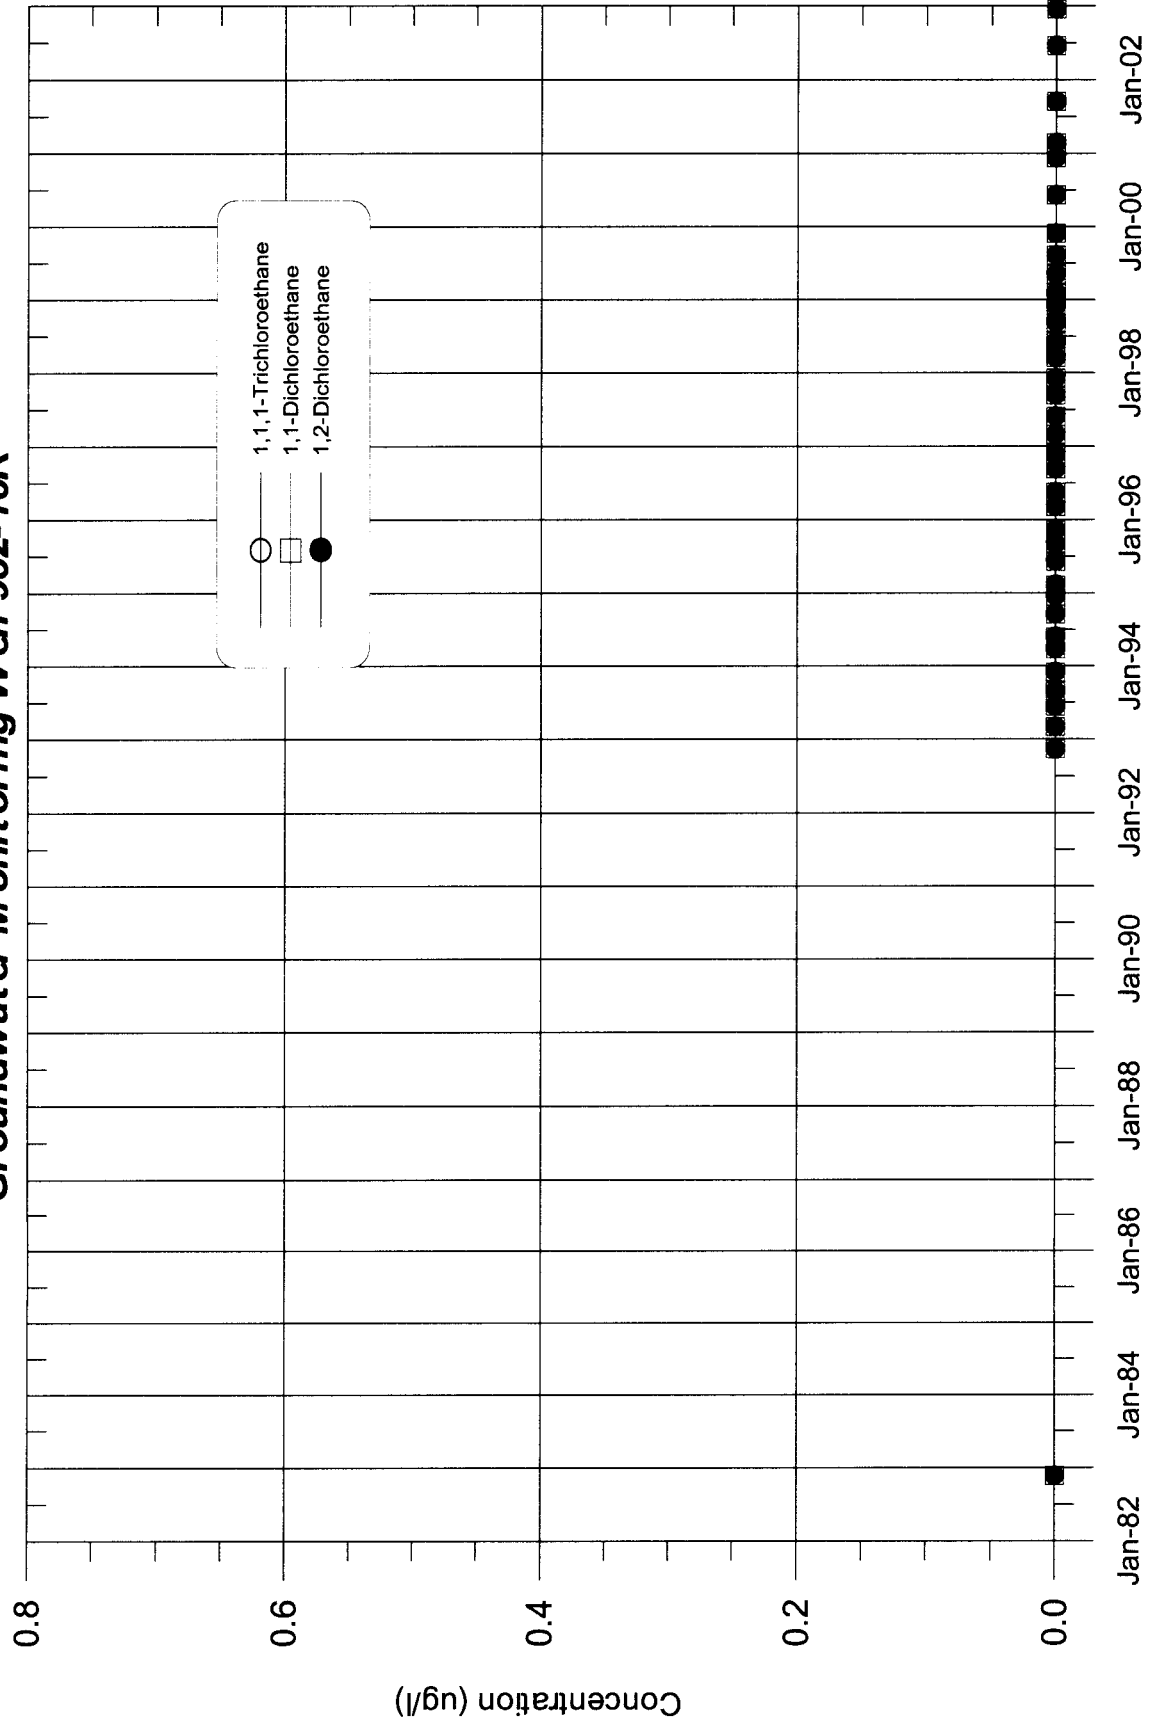 0.8
0.6
0.4
0.2
0.0
Concentration (ug/l)
1,1,1-Trichloroethane
1,1-Dichloroethane
1,2-Dichloroethane
Jan-82
Jan-84
Jan-86
Jan-88
Jan-90
Jan-92
Jan-94
Jan-96
Jan-98
Jan-00
Jan-02